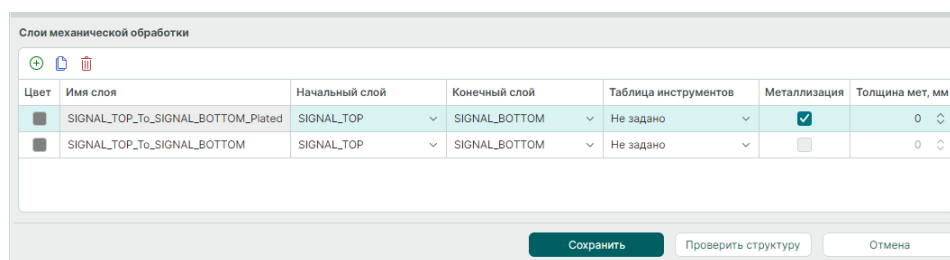 Слои механической обработки
Цвет Имя слоя Начальный слой Конечный слой Таблица инструментов Металлизация Толщина мет, мм
SIGNAL_TOP_To_SIGNAL_BOTTOM_Plated SIGNAL_TOP SIGNAL_BOTTOM Не задано 0
SIGNAL_TOP_To_SIGNAL_BOTTOM SIGNAL_TOP SIGNAL_BOTTOM Не задано 0
Сохранить Проверить структуру Отмена